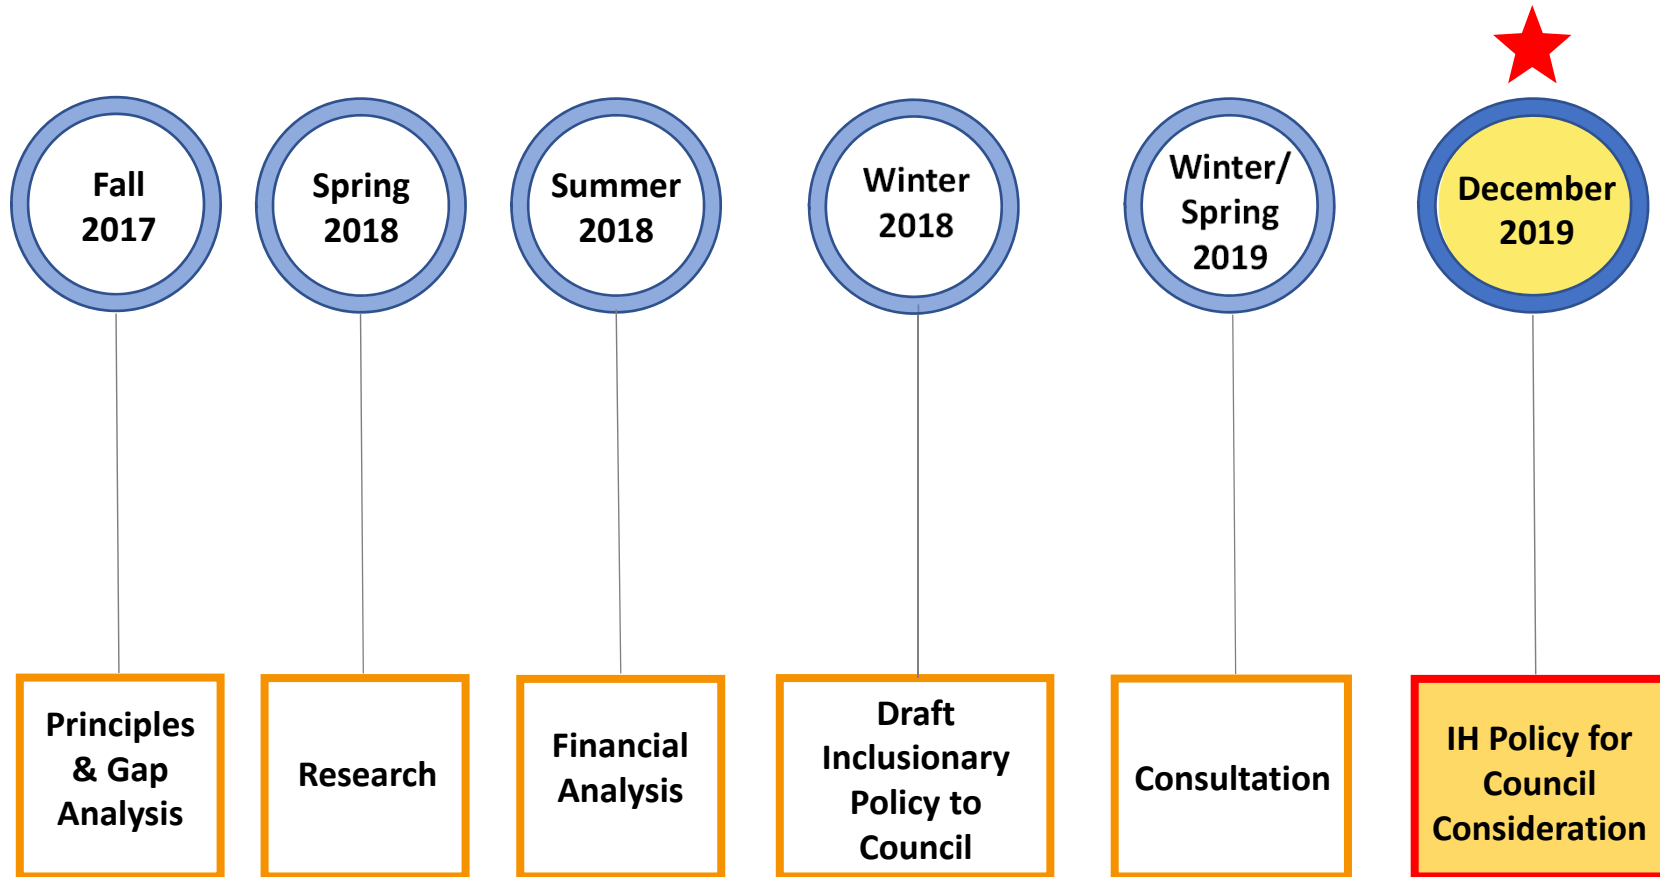 Fall
2017
Spring
2018
Summer
2018
Winter
2018
Winter/
Spring
2019
December
2019
Principles
& Gap
Analysis
Research
Financial
Analysis
Draft
Inclusionary
Policy to
Council
Consultation
IH Policy for
Council
Consideration